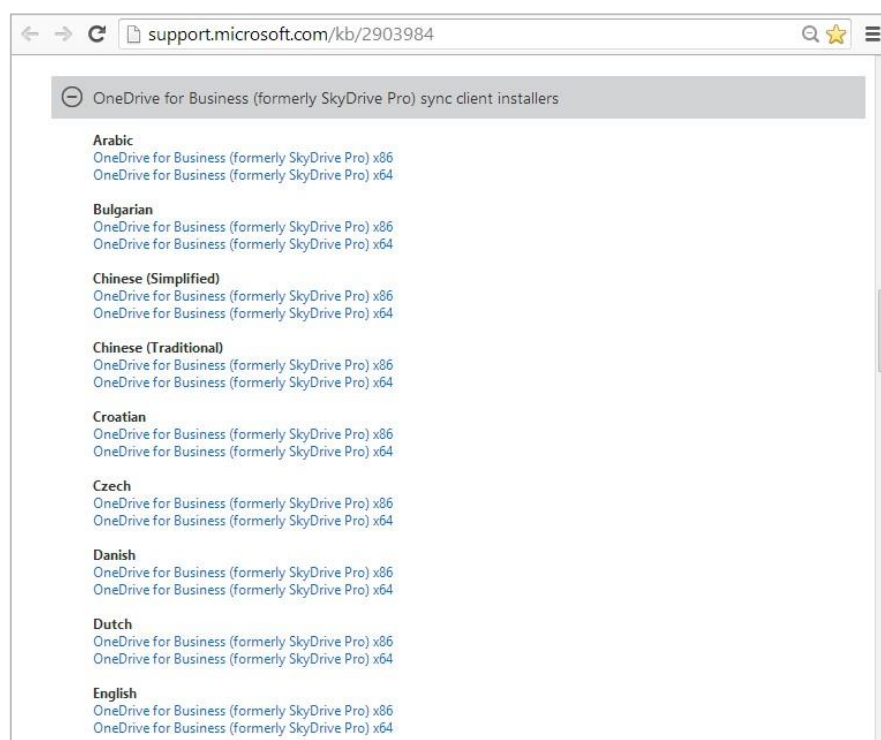 support.microsoft.com/kb/2903984
OneDrive for Business (formerly SkyDrive Pro) sync client installers
Arabic
OneDrive for Business (formerly SkyDrive Pro) x86
OneDrive for Business (formerly SkyDrive Pro) x64
Bulgarian
OneDrive for Business (formerly SkyDrive Pro) x86
OneDrive for Business (formerly SkyDrive Pro) x64
Chinese (Simplified)
OneDrive for Business (formerly SkyDrive Pro) x86
OneDrive for Business (formerly SkyDrive Pro) x64
Chinese (Traditional)
OneDrive for Business (formerly SkyDrive Pro) x86
OneDrive for Business (formerly SkyDrive Pro) x64
Croatian
OneDrive for Business (formerly SkyDrive Pro) x86
OneDrive for Business (formerly SkyDrive Pro) x64
Czech
OneDrive for Business (formerly SkyDrive Pro) x86
OneDrive for Business (formerly SkyDrive Pro) x64
Danish
OneDrive for Business (formerly SkyDrive Pro) x86
OneDrive for Business (formerly SkyDrive Pro) x64
Dutch
OneDrive for Business (formerly SkyDrive Pro) x86
OneDrive for Business (formerly SkyDrive Pro) x64
English
OneDrive for Business (formerly SkyDrive Pro) x86
OneDrive for Business (formerly SkyDrive Pro) x64